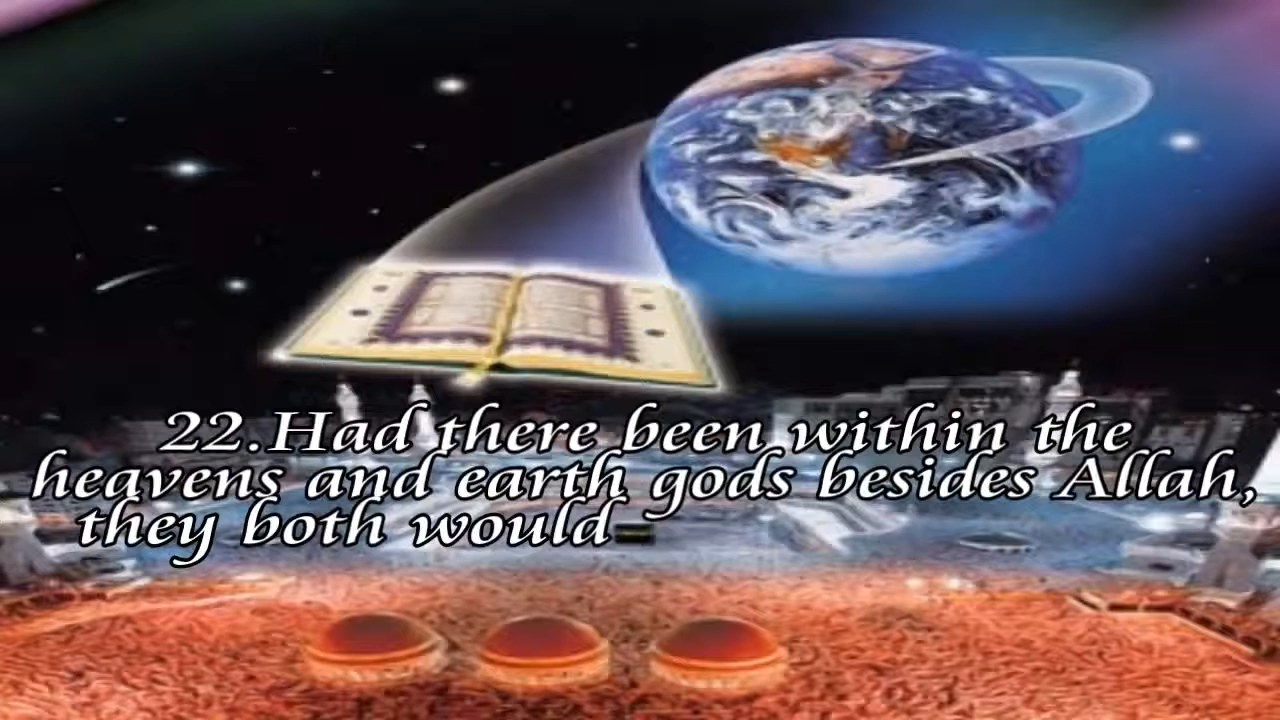 22.Had there been within the
heavens and earth gods besides Allah,
they both would